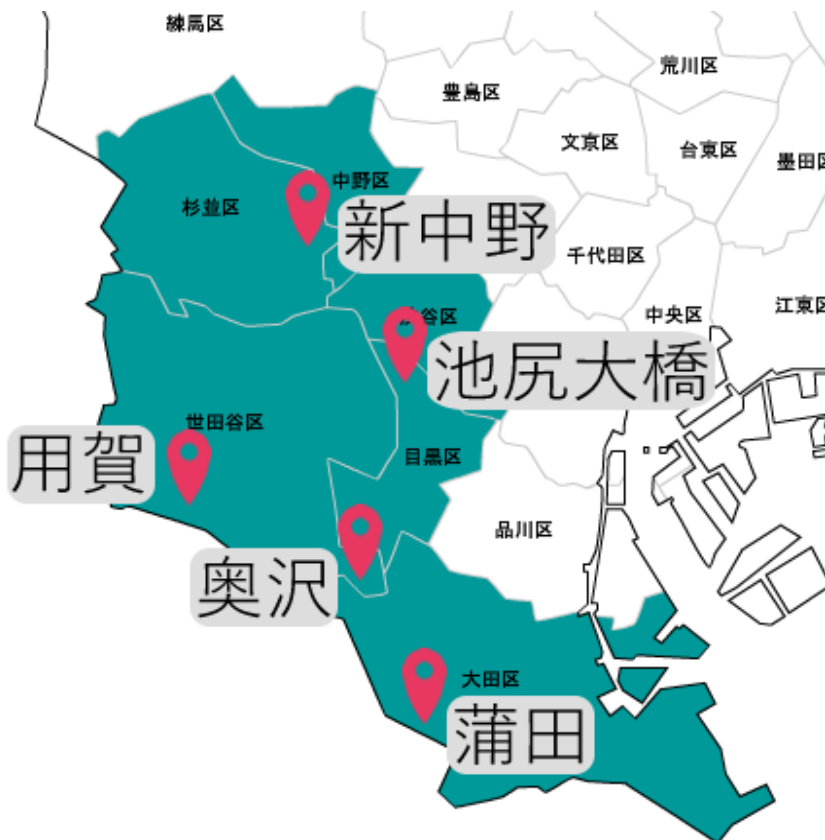 練馬区
荒川区
豊島区
文京区
台東区
墨田区
中野区
杉並区
新中野
千代田区
渋谷区
中央区
江東区
池尻大橋
世田谷区
用賀
目黒区
品川区
奥沢
大田区
蒲田